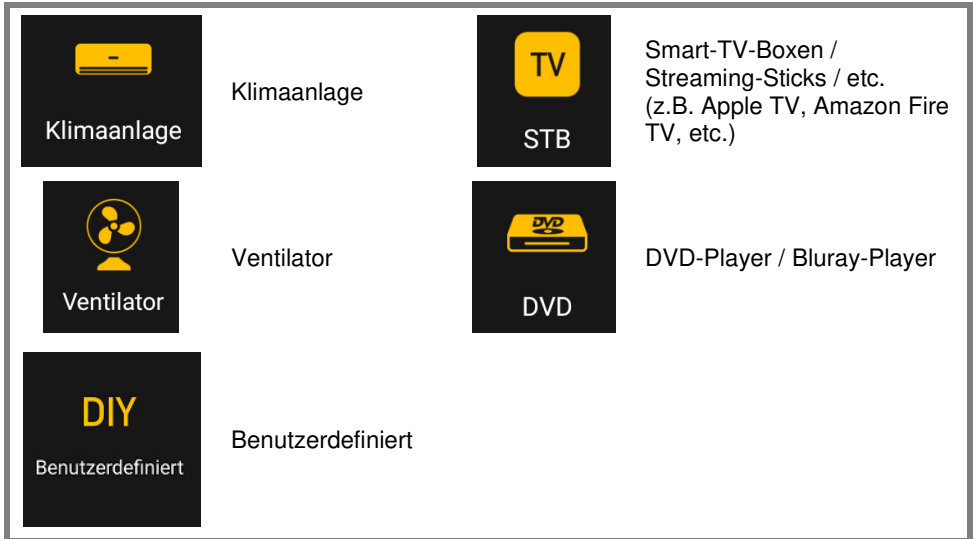 Klimaanlage
Klimaanlage
TV
STB
Smart-TV-Boxen /
Streaming-Sticks / etc.
(z.B. Apple TV, Amazon Fire
TV, etc.)
Ventilator
Ventilator
DVD
DVD
DVD-Player / Bluray-Player
DIY
Benutzerdefiniert
Benutzerdefiniert